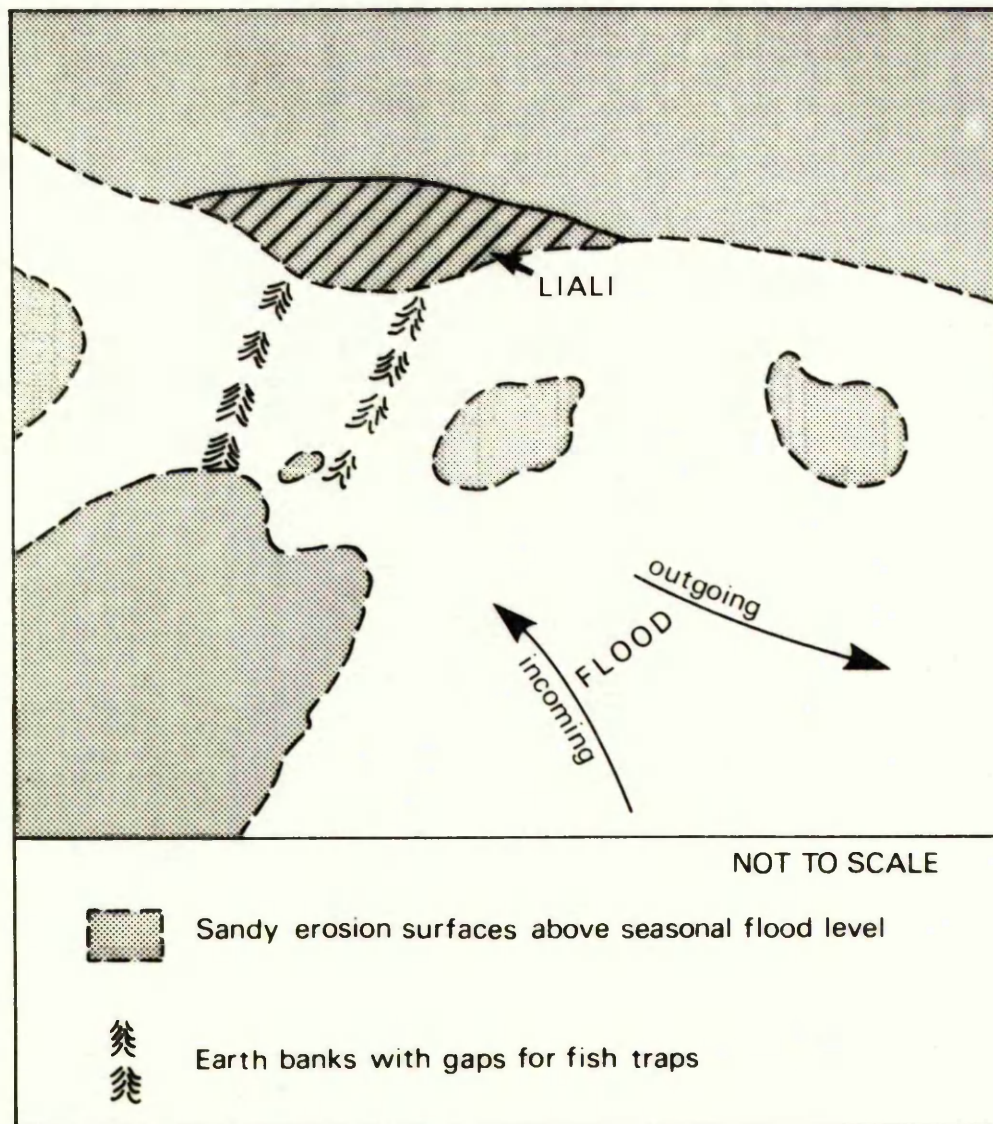 LIALI
outgoing
FLOOD
incoming
NOT TO SCALE
Sandy erosion surfaces above seasonal flood level
Earth banks with gaps for fish traps